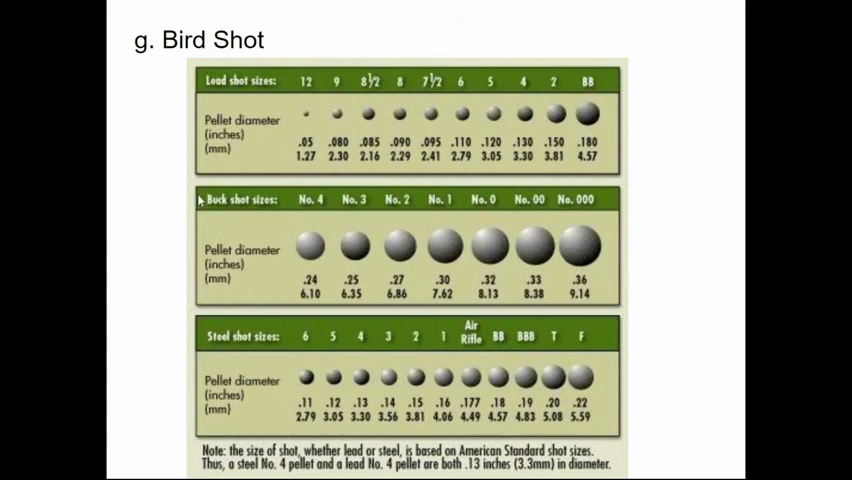 g. Bird Shot
Lead shot sizes: 12 9 8½ 8 7½ 6 5 4 2 BB
Pellet diameter
(inches) .05 .080 .085 .090 .095 .110 .120 .130 .150 .180
(mm) 1.27 2.30 2.16 2.29 2.41 2.79 3.05 3.30 3.81 4.57
Buck shot sizes: No. 4 No. 3 No. 2 No. 1 No. 0 No. 00 No. 000
Pellet diameter
(inches) .24 .25 .27 .30 .32 .33 .36
(mm) 6.10 6.35 6.86 7.62 8.13 8.38 9.14
Steel shot sizes: 6 5 4 3 2 1 Air Rifle BB BBB T F
Pellet diameter
(inches) .11 .12 .13 .14 .15 .16 .177 .18 .19 .20 .22
(mm) 2.79 3.05 3.30 3.56 3.81 4.06 4.49 4.57 4.83 5.08 5.59
Note: the size of shot, whether lead or steel, is based on American Standard shot sizes.
Thus, a steel No. 4 pellet and a lead No. 4 pellet are both .13 inches (3.3mm) in diameter.